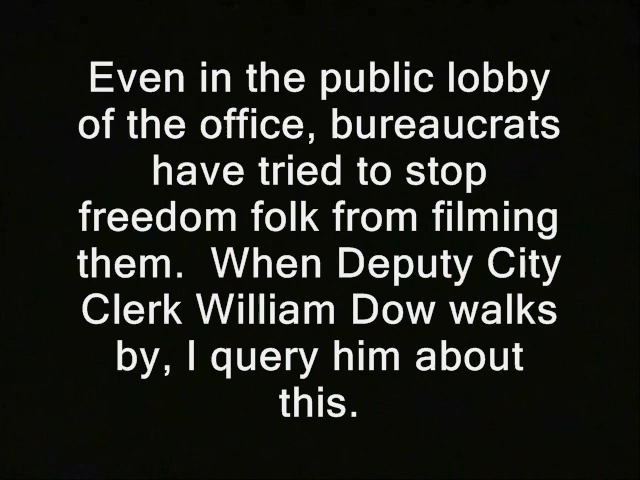 Even in the public lobby
of the office, bureaucrats
have tried to stop
freedom folk from filming
them.  When Deputy City
Clerk William Dow walks
by, I query him about
this.